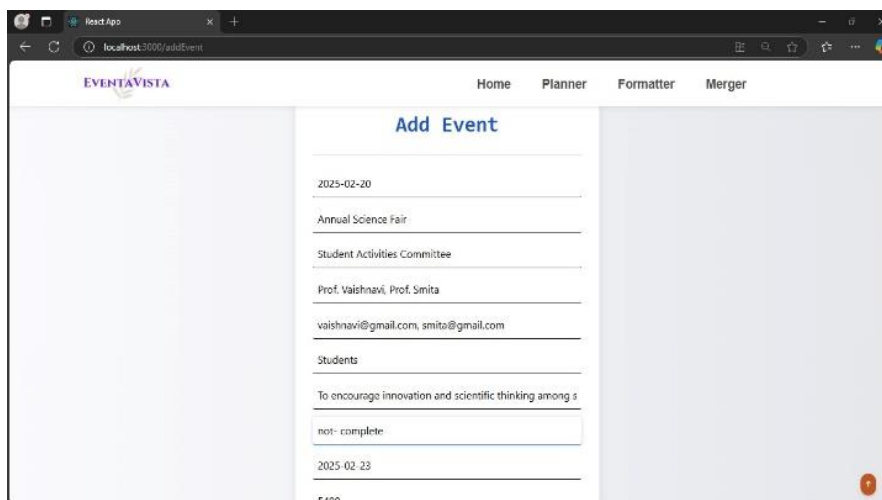 React App
localhost:3000/addEvent
EVENTAVISTA
Home Planner Formatter Merger
Add Event
2025-02-20
Annual Science Fair
Student Activities Committee
Prof. Vaishnavi, Prof. Smita
vaishnavi@gmail.com, smita@gmail.com
Students
To encourage innovation and scientific thinking among s
not- complete
2025-02-23